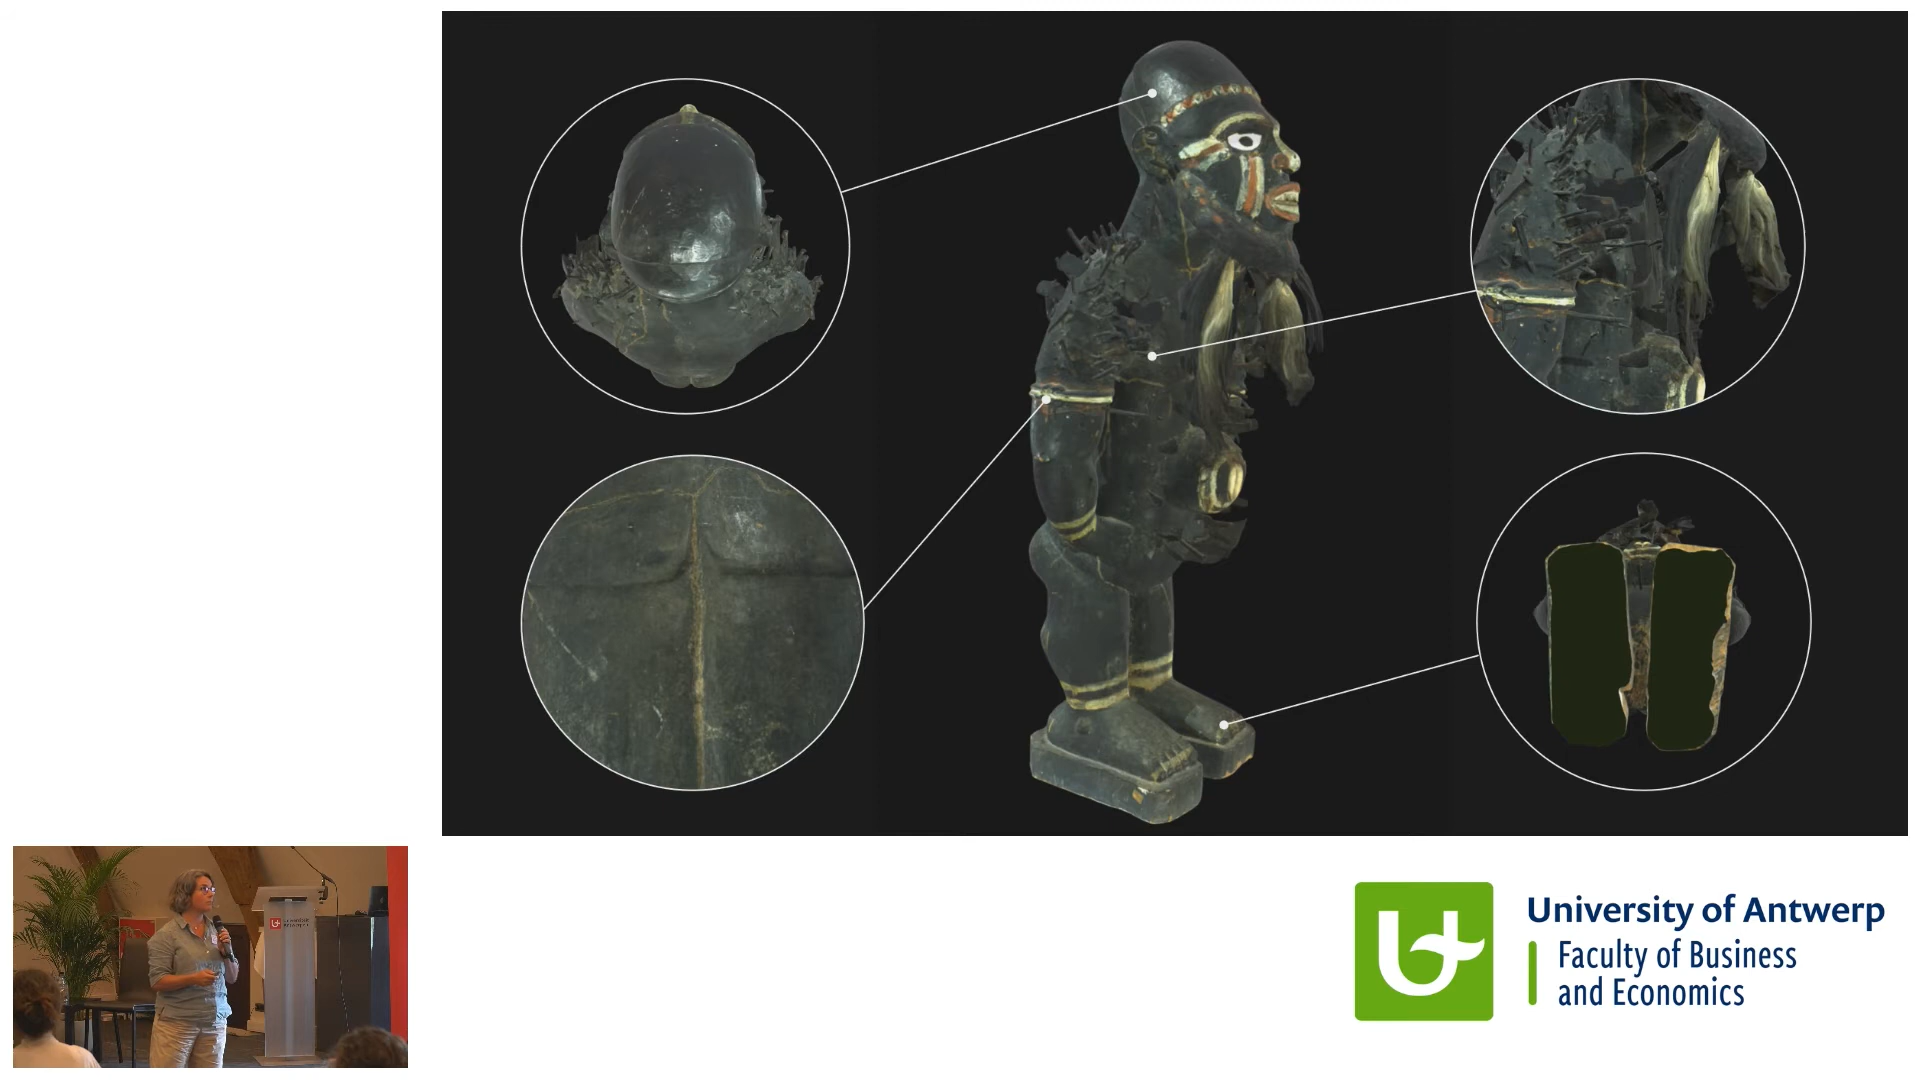 University of Antwerp
Faculty of Business
and Economics